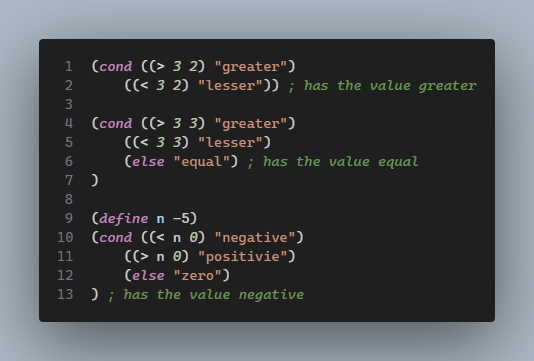 1 (cond ((> 3 2) "greater")
2     ((< 3 2) "lesser")) ; has the value greater
3
4 (cond ((> 3 3) "greater")
5     ((< 3 3) "lesser")
6     (else "equal") ; has the value equal
7 )
8
9 (define n -5)
10 (cond ((< n 0) "negative")
11     ((> n 0) "positivie")
12     (else "zero")
13 ) ; has the value negative